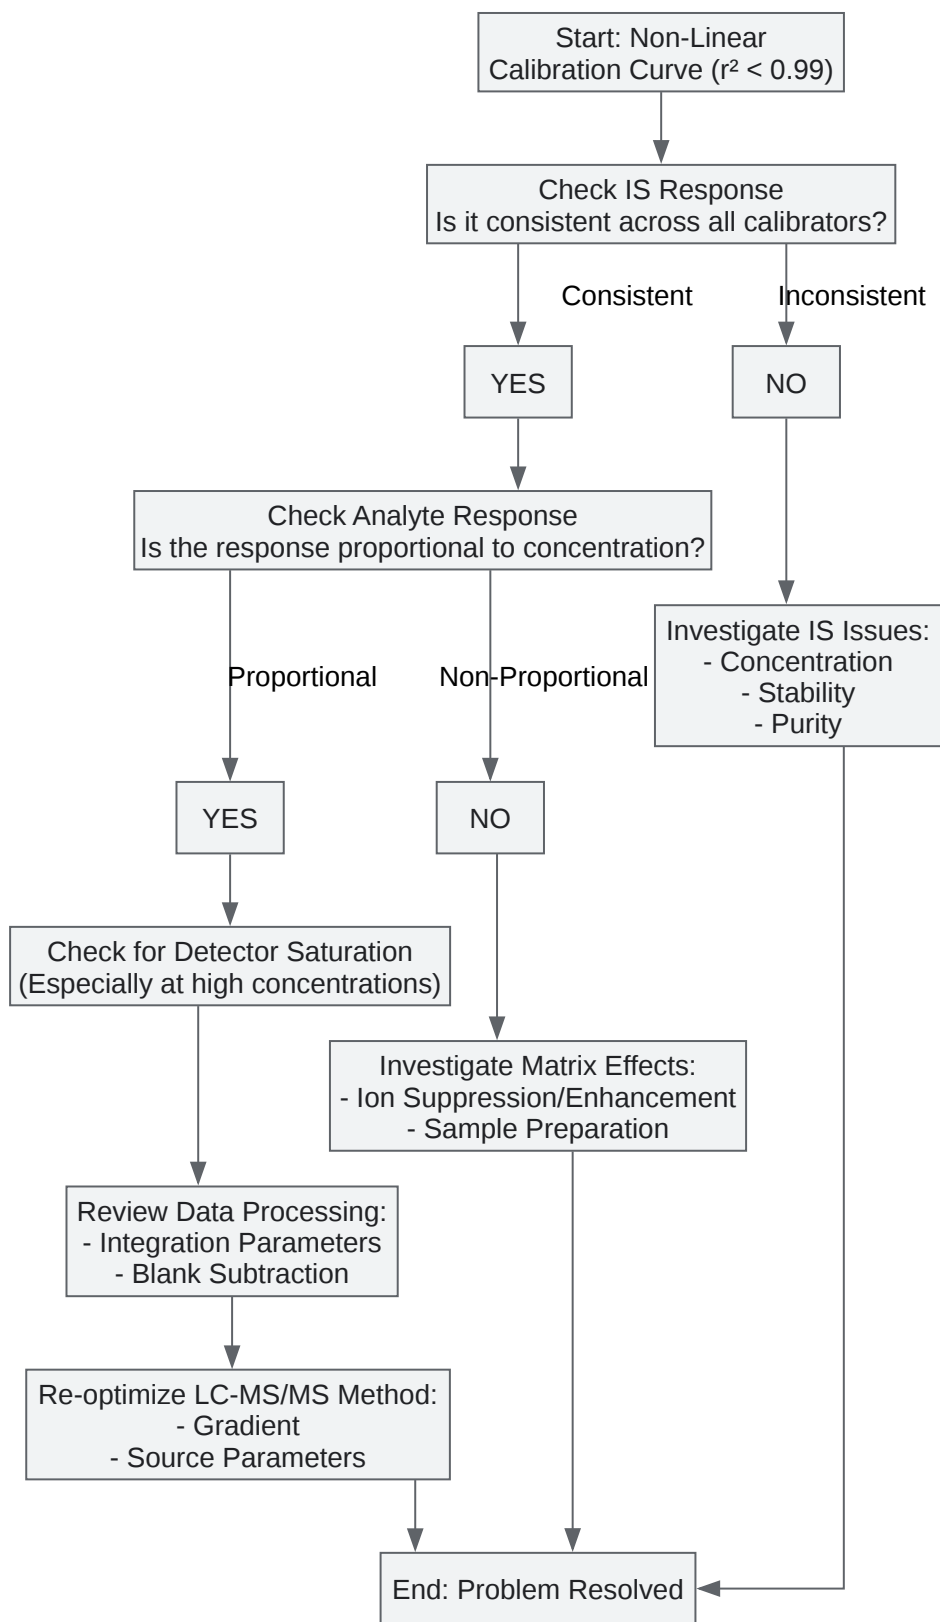 Start: Non-Linear
Calibration Curve (r² < 0.99)
Check IS Response
Is it consistent across all calibrators?
Consistent
Inconsistent
YES
NO
Check Analyte Response
Is the response proportional to concentration?
Investigate IS Issues:
- Concentration
- Stability
- Purity
Proportional
Non-Proportional
YES
NO
Check for Detector Saturation
(Especially at high concentrations)
Investigate Matrix Effects:
- Ion Suppression/Enhancement
- Sample Preparation
Review Data Processing:
- Integration Parameters
- Blank Subtraction
Re-optimize LC-MS/MS Method:
- Gradient
- Source Parameters
End: Problem Resolved